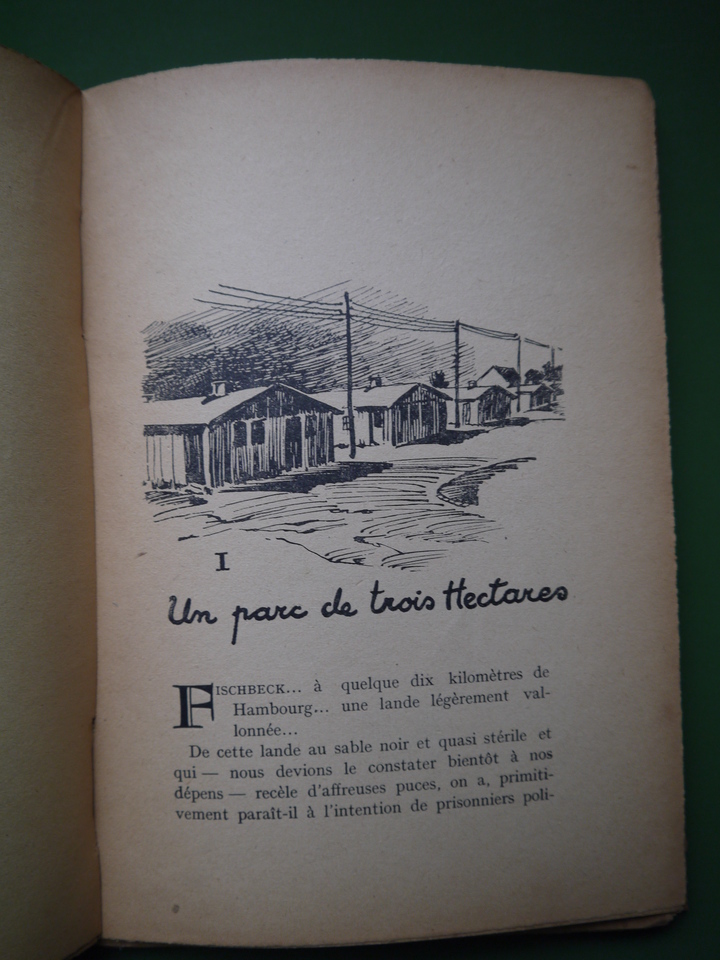 I
Un parc de trois Hectares
FISCHBECK... à quelque dix kilomètres de
Hambourg... une lande légèrement val-
lonnée...
De cette lande au sable noir et quasi stérile et
qui — nous devions le constater bientôt à nos
dépens — recèle d'affreuses puces, on a, primiti-
vement paraît-il à l'intention de prisonniers poli-